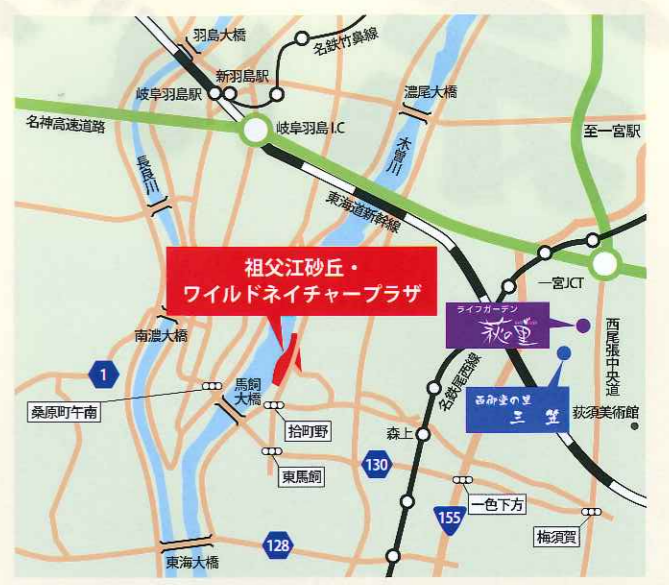 羽島大橋
名鉄竹鼻線
新羽島駅
岐阜羽島駅
濃尾大橋
名神高速道路
岐阜羽島I.C
至一宮駅
長良川
木曽川
東海道新幹線
祖父江砂丘・
ワイルドネイチャープラザ
一宮JCT
ライフガーデン
萩の里
西尾張中央道
南濃大橋
1
馬飼
大橋
名鉄尾西線
西御堂の里
三笠
荻須美術館
桑原町午南
拾町野
森上
東馬飼
130
一色下方
155
梅須賀
128
東海大橋